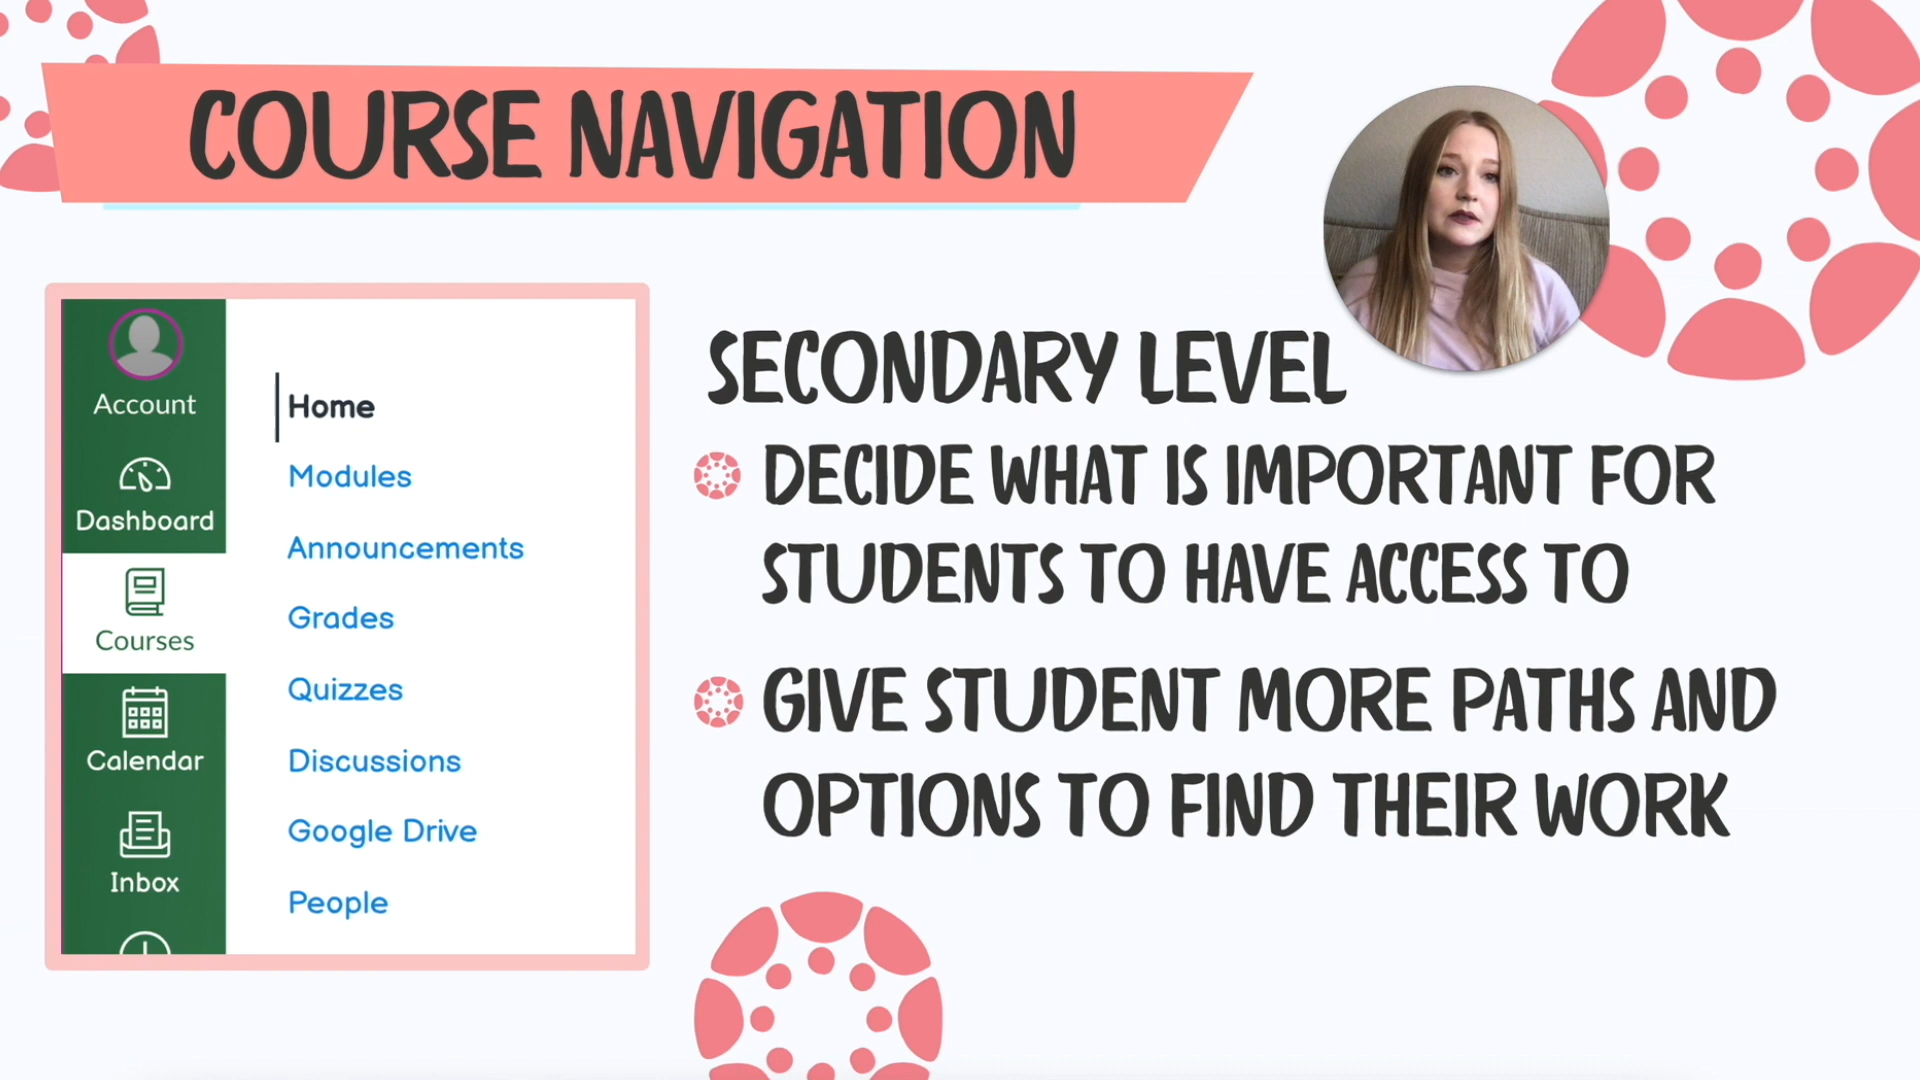 COURSE NAVIGATION
Account
Dashboard
Courses
Calendar
Inbox
Home
Modules
Announcements
Grades
Quizzes
Discussions
Google Drive
People
SECONDARY LEVEL
DECIDE WHAT IS IMPORTANT FOR
STUDENTS TO HAVE ACCESS TO
GIVE STUDENT MORE PATHS AND
OPTIONS TO FIND THEIR WORK